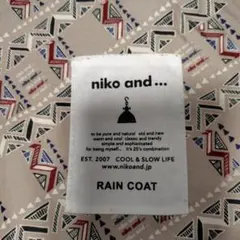 niko and ...
to be pure and natural old and new
warm and cool classic and trendy
simple and sophisticated
for being myself... it's 25's combination
EST. 2007 COOL & SLOW LIFE
www.nikoand.jp
RAIN COAT